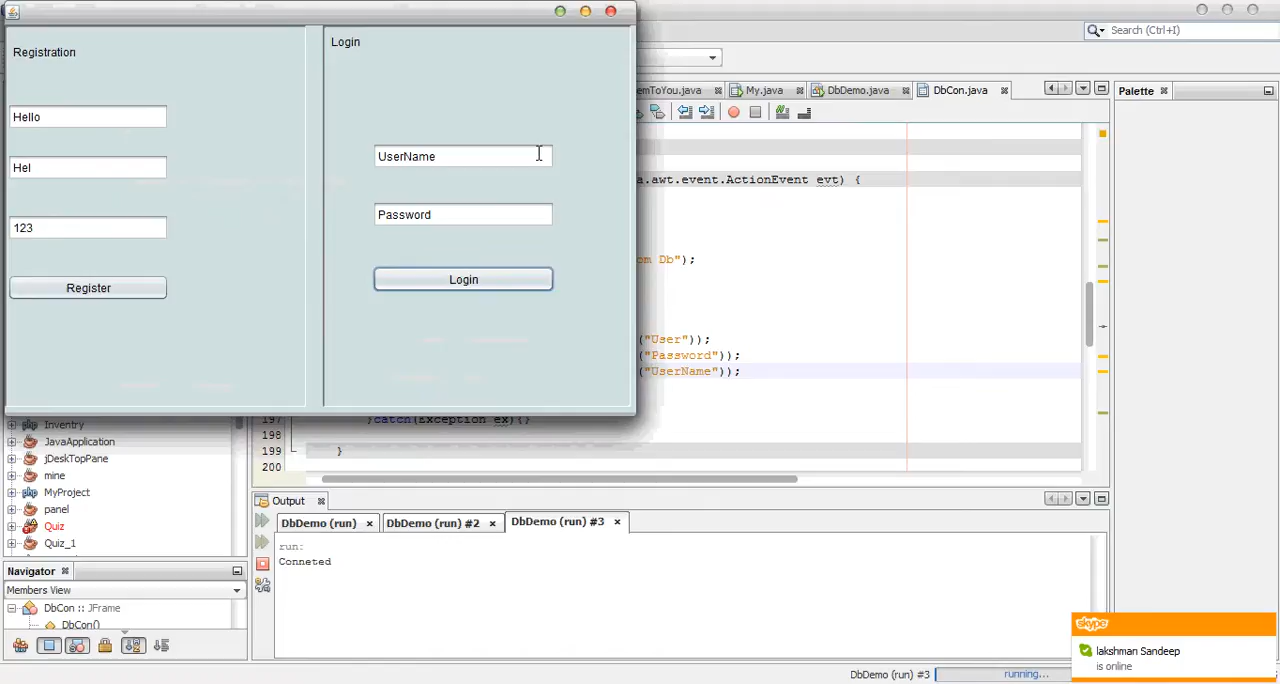 Registration
Login
Hello
Hel
123
Register
UserName
Password
Login
Search (Ctrl+I)
emToYou.java
My.java
DbDemo.java
DbCon.java
Palette
a.awt.event.ActionEvent evt) {
om Db");
("User"));
("Password"));
("UserName"));
197
}catch(Exception ex){}
198
199
}
200
Inventry
JavaApplication
jDeskTopPane
mine
MyProject
panel
Quiz
Quiz_1
Navigator
Members View
DbCon :: JFrame
DbCon()
Output
DbDemo (run)
DbDemo (run) #2
DbDemo (run) #3
run:
Conneted
DbDemo (run) #3
running...
skype
lakshman Sandeep
is online